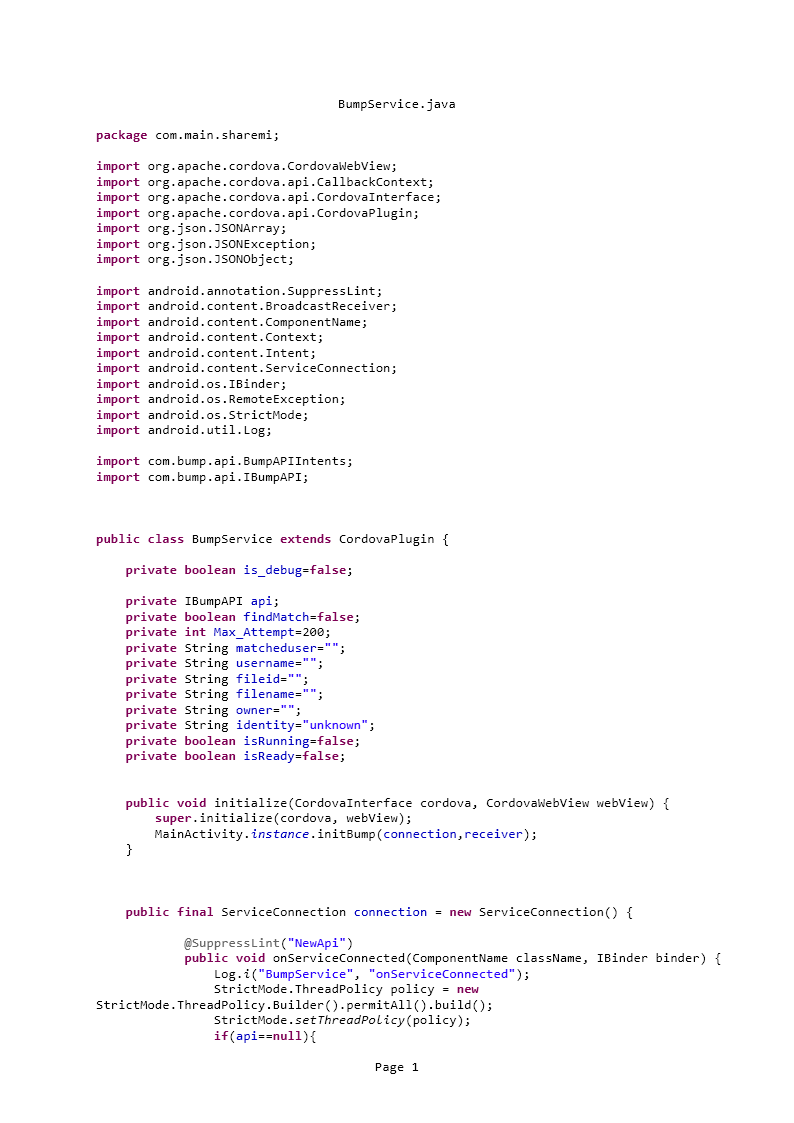 BumpService.java
package com.main.sharemi;
import org.apache.cordova.CordovaWebView;
import org.apache.cordova.api.CallbackContext;
import org.apache.cordova.api.CordovaInterface;
import org.apache.cordova.api.CordovaPlugin;
import org.json.JSONArray;
import org.json.JSONException;
import org.json.JSONObject;
import android.annotation.SuppressLint;
import android.content.BroadcastReceiver;
import android.content.ComponentName;
import android.content.Context;
import android.content.Intent;
import android.content.ServiceConnection;
import android.os.IBinder;
import android.os.RemoteException;
import android.os.StrictMode;
import android.util.Log;
import com.bump.api.BumpAPIIntents;
import com.bump.api.IBumpAPI;
public class BumpService extends CordovaPlugin {
    private boolean is_debug=false;
    private IBumpAPI api;
    private boolean findMatch=false;
    private int Max_Attempt=200;
    private String matcheduser="";
    private String username="";
    private String fileid="";
    private String filename="";
    private String owner="";
    private String identity="unknown";
    private boolean isRunning=false;
    private boolean isReady=false;
    public void initialize(CordovaInterface cordova, CordovaWebView webView) {
        super.initialize(cordova, webView);
        MainActivity.instance.initBump(connection,receiver);
    }
    public final ServiceConnection connection = new ServiceConnection() {
            @SuppressLint("NewApi")
            public void onServiceConnected(ComponentName className, IBinder binder) {
                Log.i("BumpService", "onServiceConnected");
                StrictMode.ThreadPolicy policy = new
StrictMode.ThreadPolicy.Builder().permitAll().build();
                StrictMode.setThreadPolicy(policy);
                if(api==null){
Page 1